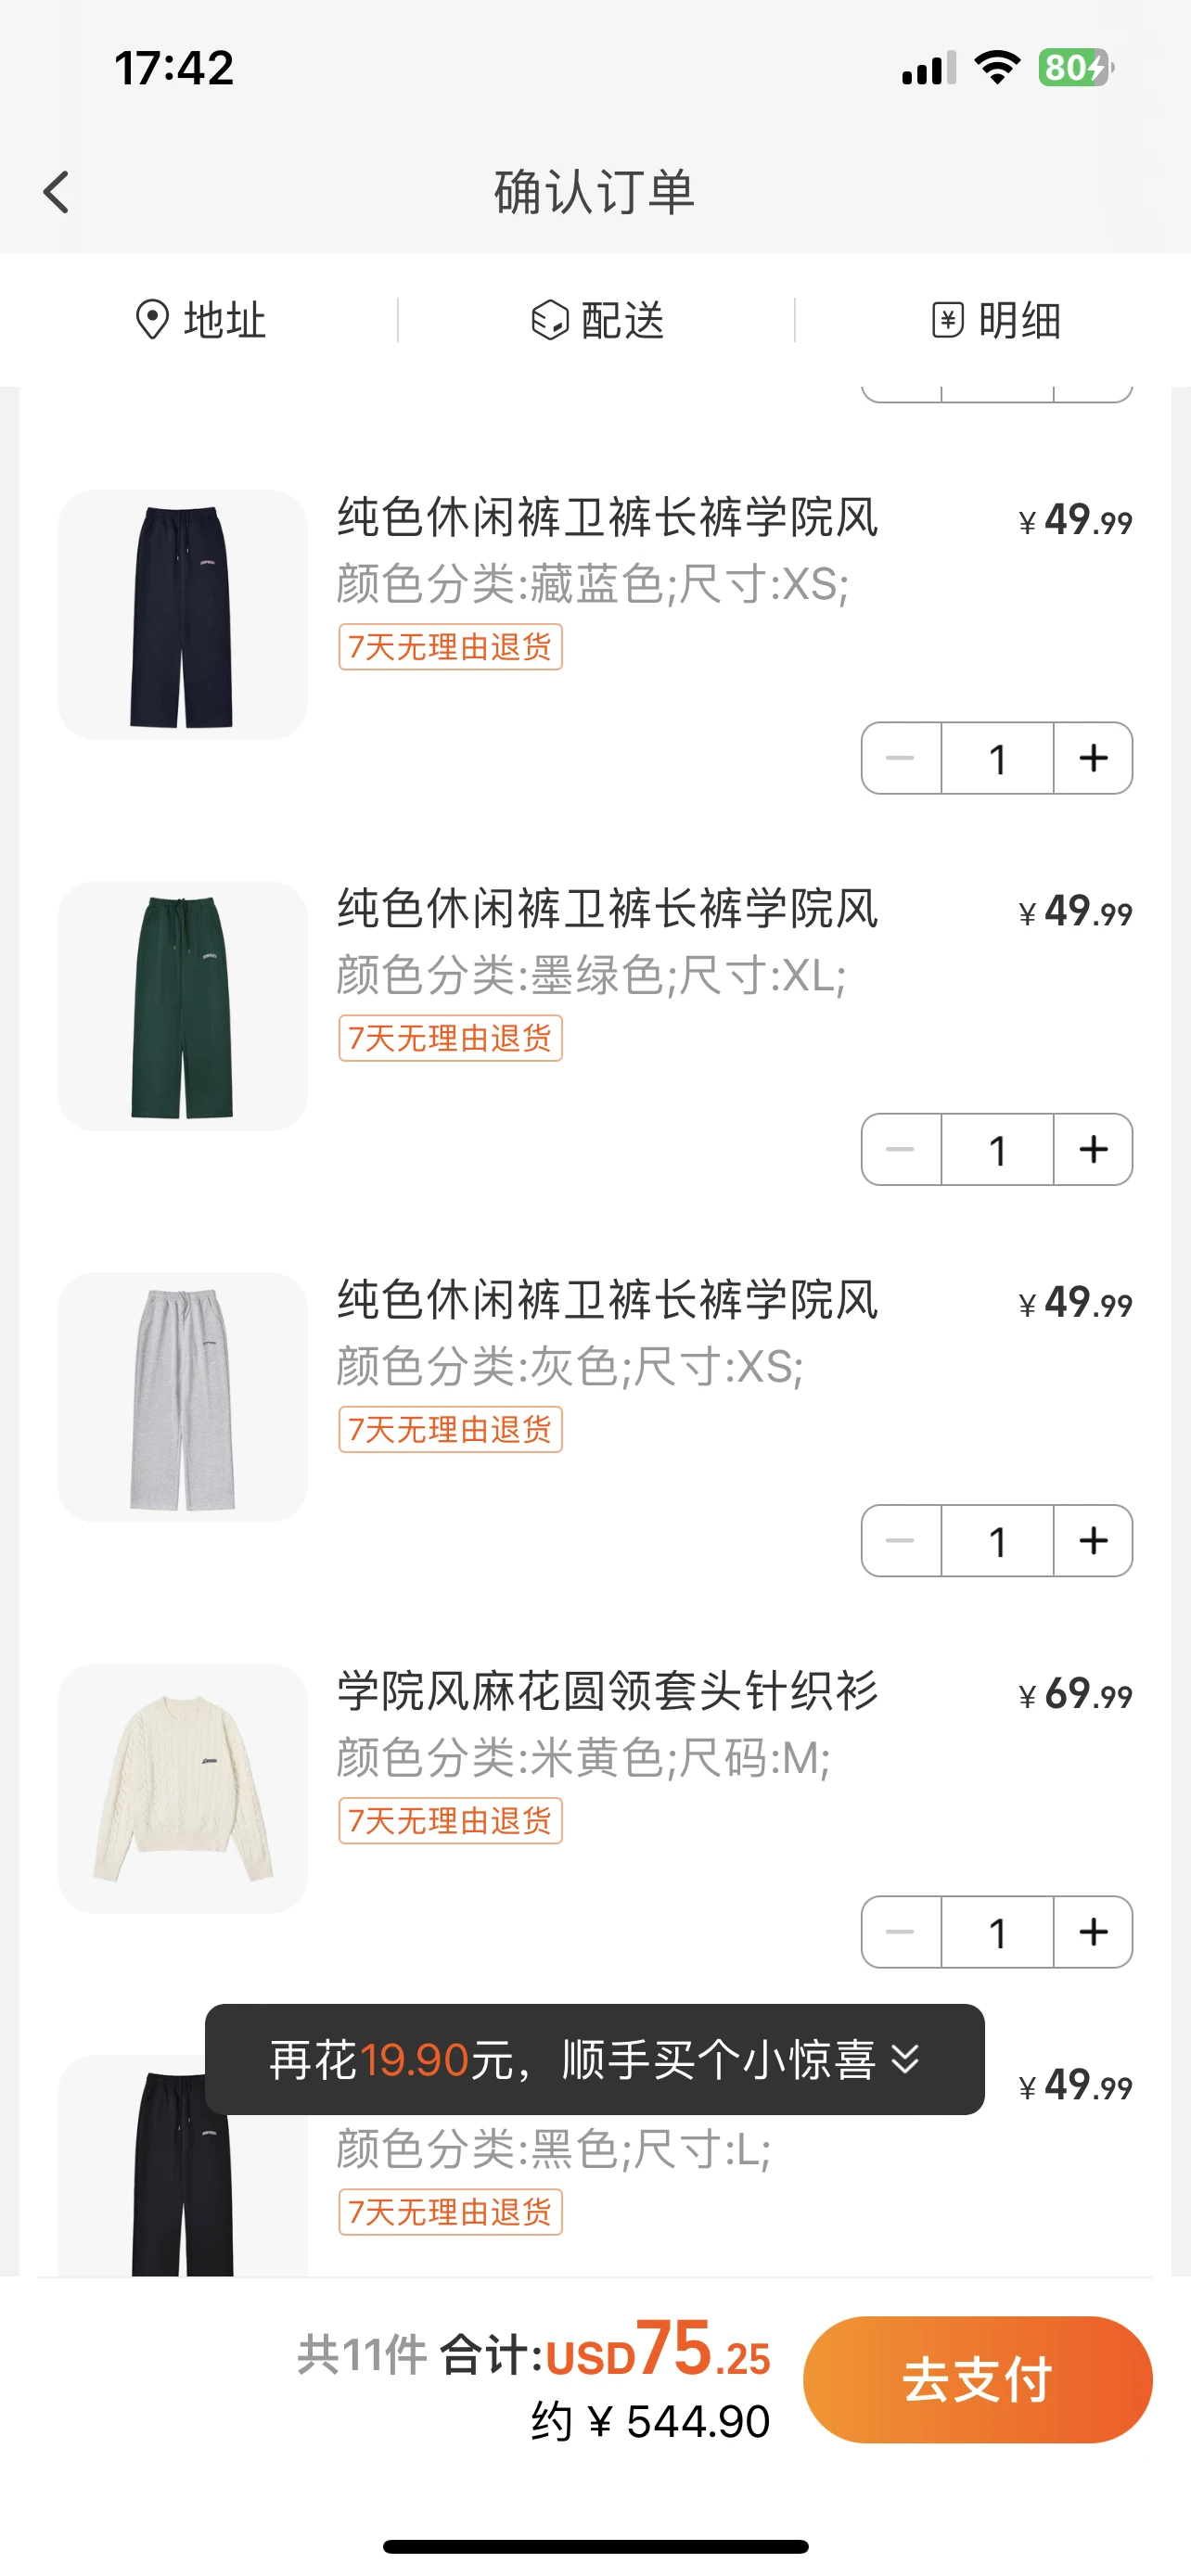 17:42
80
确认订单
地址
配送
明细
纯色休闲裤卫裤长裤学院风
¥49.99
颜色分类:藏蓝色;尺寸:XS;
7天无理由退货
1
纯色休闲裤卫裤长裤学院风
¥49.99
颜色分类:墨绿色;尺寸:XL;
7天无理由退货
1
纯色休闲裤卫裤长裤学院风
¥49.99
颜色分类:灰色;尺寸:XS;
7天无理由退货
1
学院风麻花圆领套头针织衫
¥69.99
颜色分类:米黄色;尺码:M;
7天无理由退货
1
再花19.90元，顺手买个小惊喜
¥49.99
颜色分类:黑色;尺寸:L;
7天无理由退货
共11件 合计:USD75.25
约¥544.90
去支付